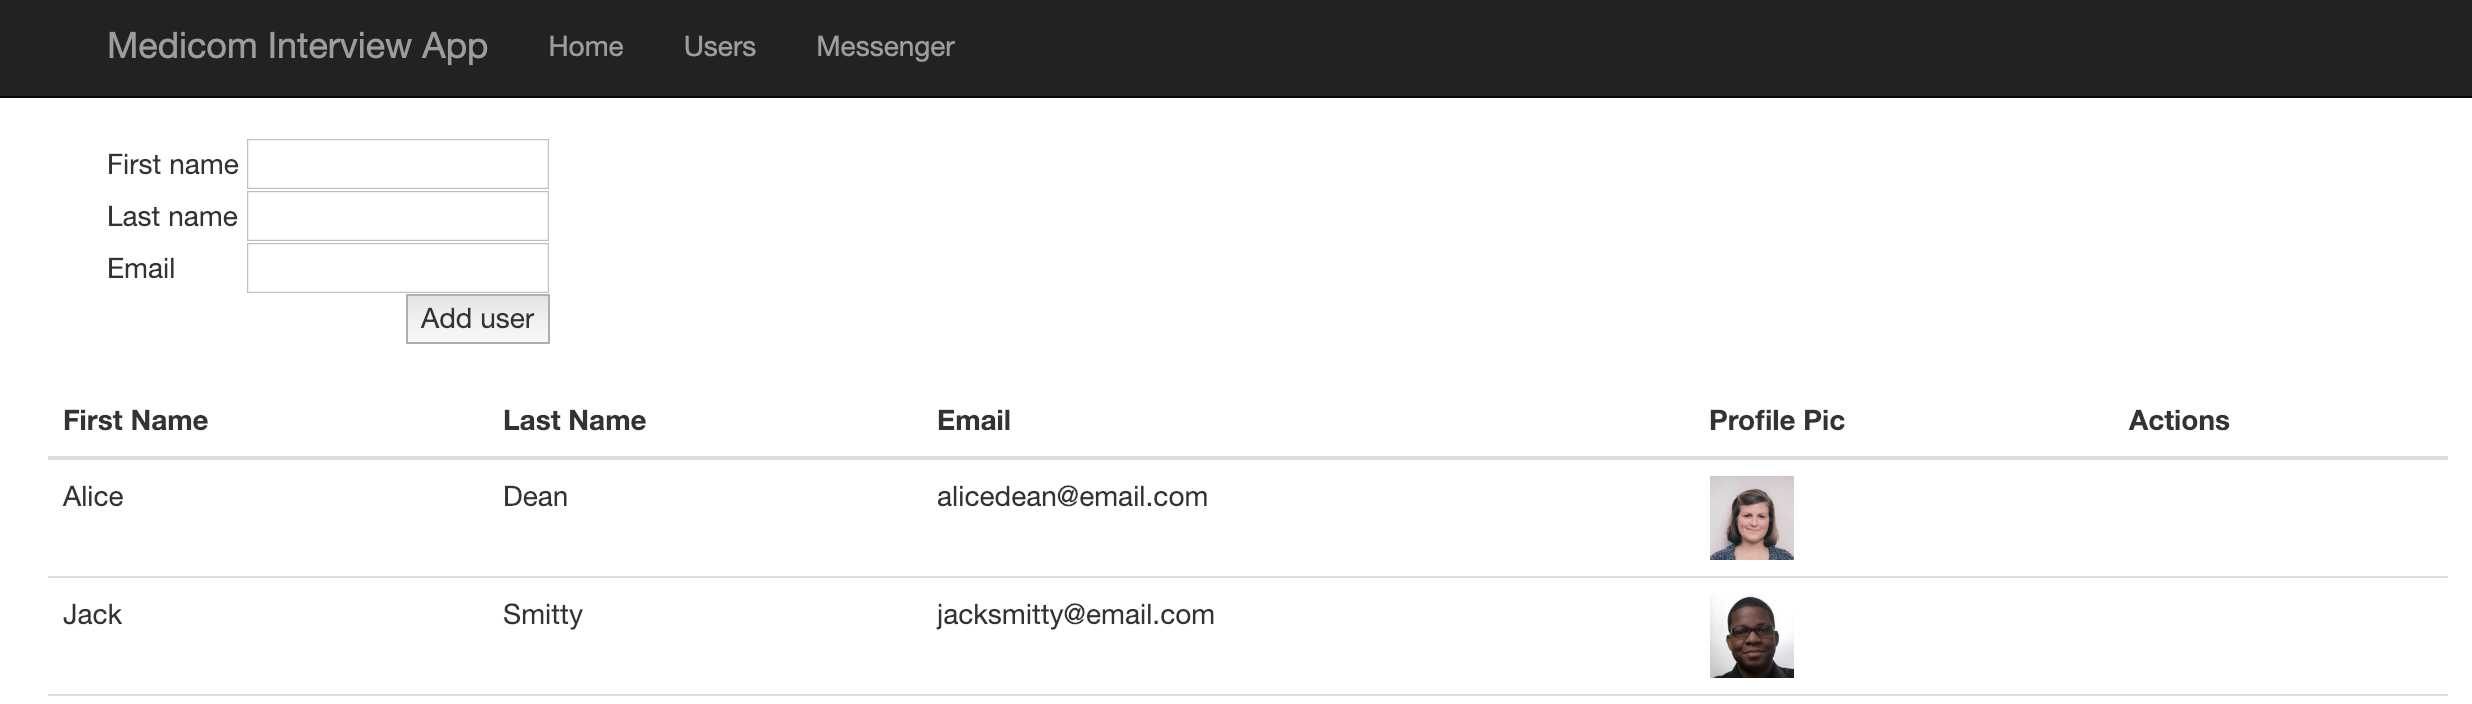 Medicom Interview App Home Users Messenger
First name
Last name
Email
Add user
First Name Last Name Email Profile Pic Actions
Alice Dean alicedean@email.com
Jack Smitty jacksmitty@email.com